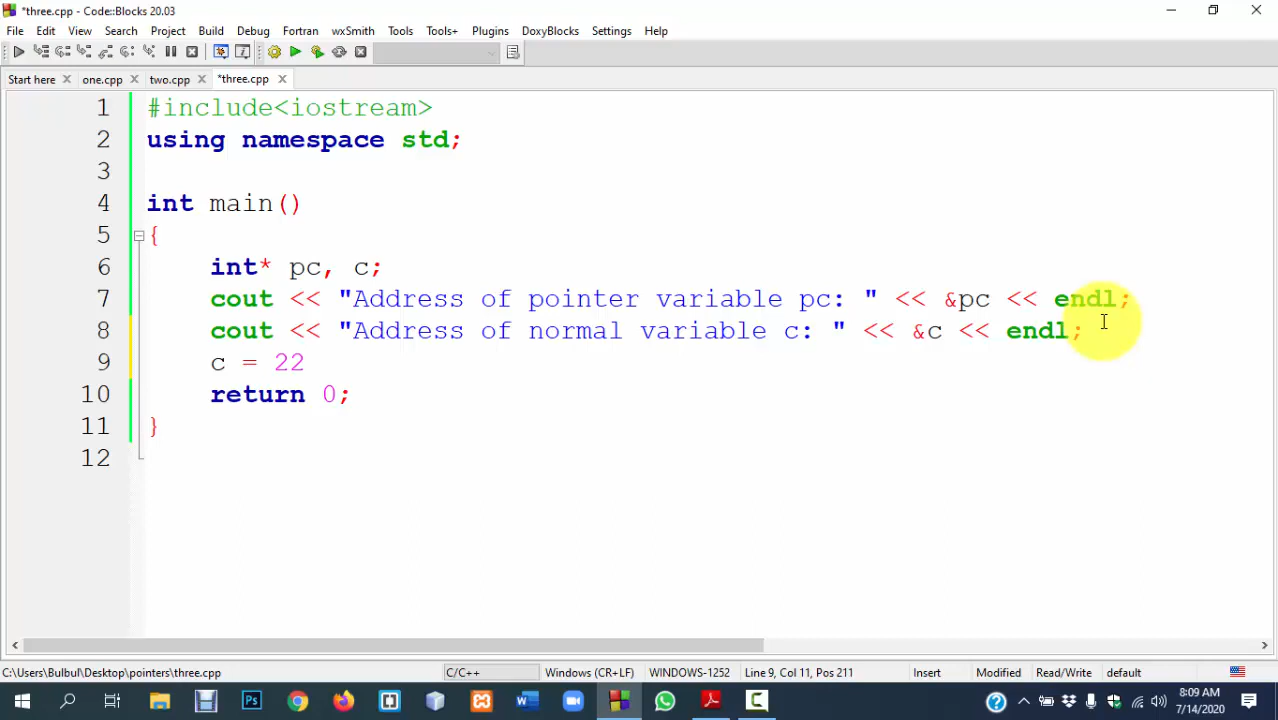 *three.cpp - Code::Blocks 20.03
File Edit View Search Project Build Debug Fortran wxSmith Tools Tools+ Plugins DoxyBlocks Settings Help
Start here one.cpp two.cpp *three.cpp
1 #include<iostream>
2 using namespace std;
3
4 int main()
5 {
6 int* pc, c;
7 cout << "Address of pointer variable pc: " << &pc << endl;
8 cout << "Address of normal variable c: " << &c << endl;
9 c = 22
10 return 0;
11 }
12
C:\Users\Bulbul\Desktop\pointers\three.cpp C/C++ Windows (CR+LF) WINDOWS-1252 Line 9, Col 11, Pos 211 Insert Modified Read/Write default
8:09 AM
7/14/2020